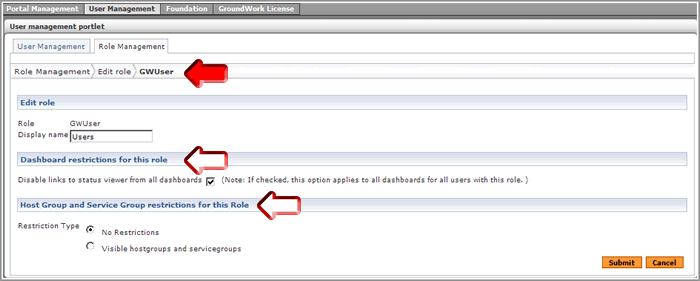 Portal Management User Management Foundation GroundWork License
User management portlet
User Management Role Management
Role Management Edit role GWUser
Edit role
Role GWUser
Display name Users
Dashboard restrictions for this role
Disable links to status viewer from all dashboards (Note: If checked, this option applies to all dashboards for all users with this role. )
Host Group and Service Group restrictions for this Role
Restriction Type No Restrictions
Visible hostgroups and servicegroups
Submit Cancel